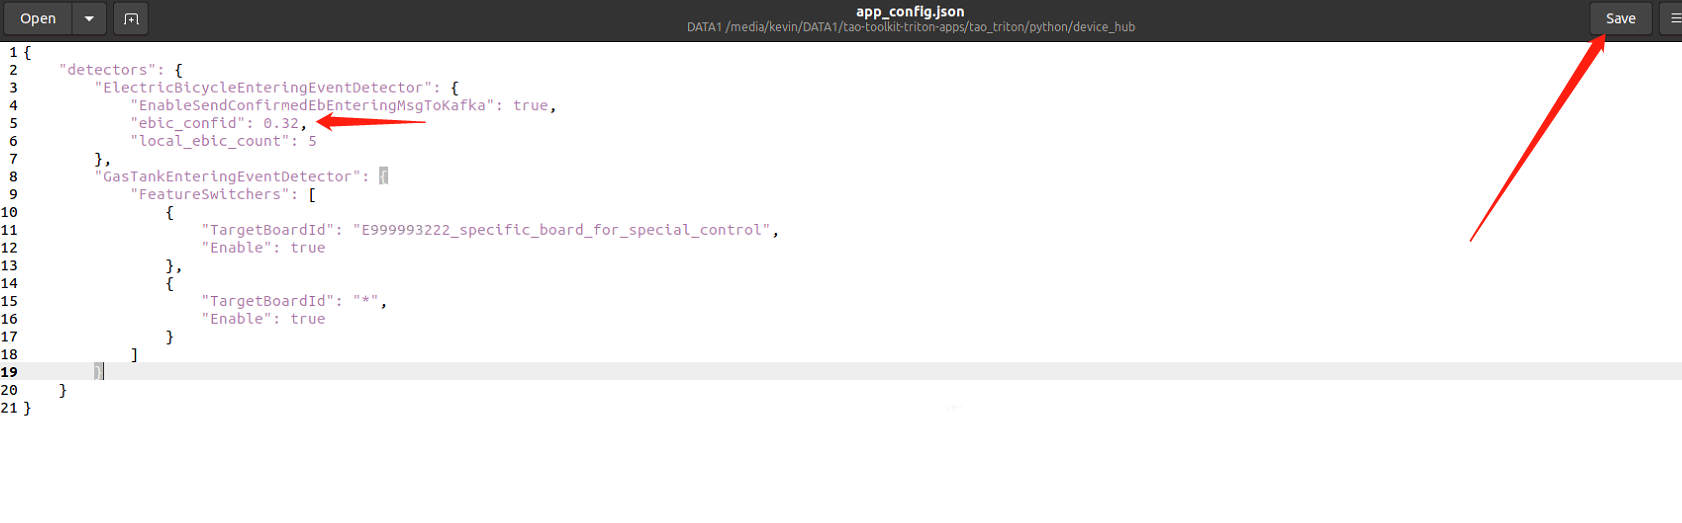 Open
app_config.json
DATA1 /media/kevin/DATA1/tao-toolkit-triton-apps/tao_triton/python/device_hub
Save
1 {
2     "detectors": {
3         "ElectricBicycleEnteringEventDetector": {
4             "EnableSendConfirmedEbEnteringMsgToKafka": true,
5             "ebic_confid": 0.32,
6             "local_ebic_count": 5
7         },
8         "GasTankEnteringEventDetector": {
9             "FeatureSwitchers": [
10                 {
11                     "TargetBoardId": "E999993222_specific_board_for_special_control",
12                     "Enable": true
13                 },
14                 {
15                     "TargetBoardId": "*",
16                     "Enable": true
17                 }
18             ]
19         }
20     }
21 }